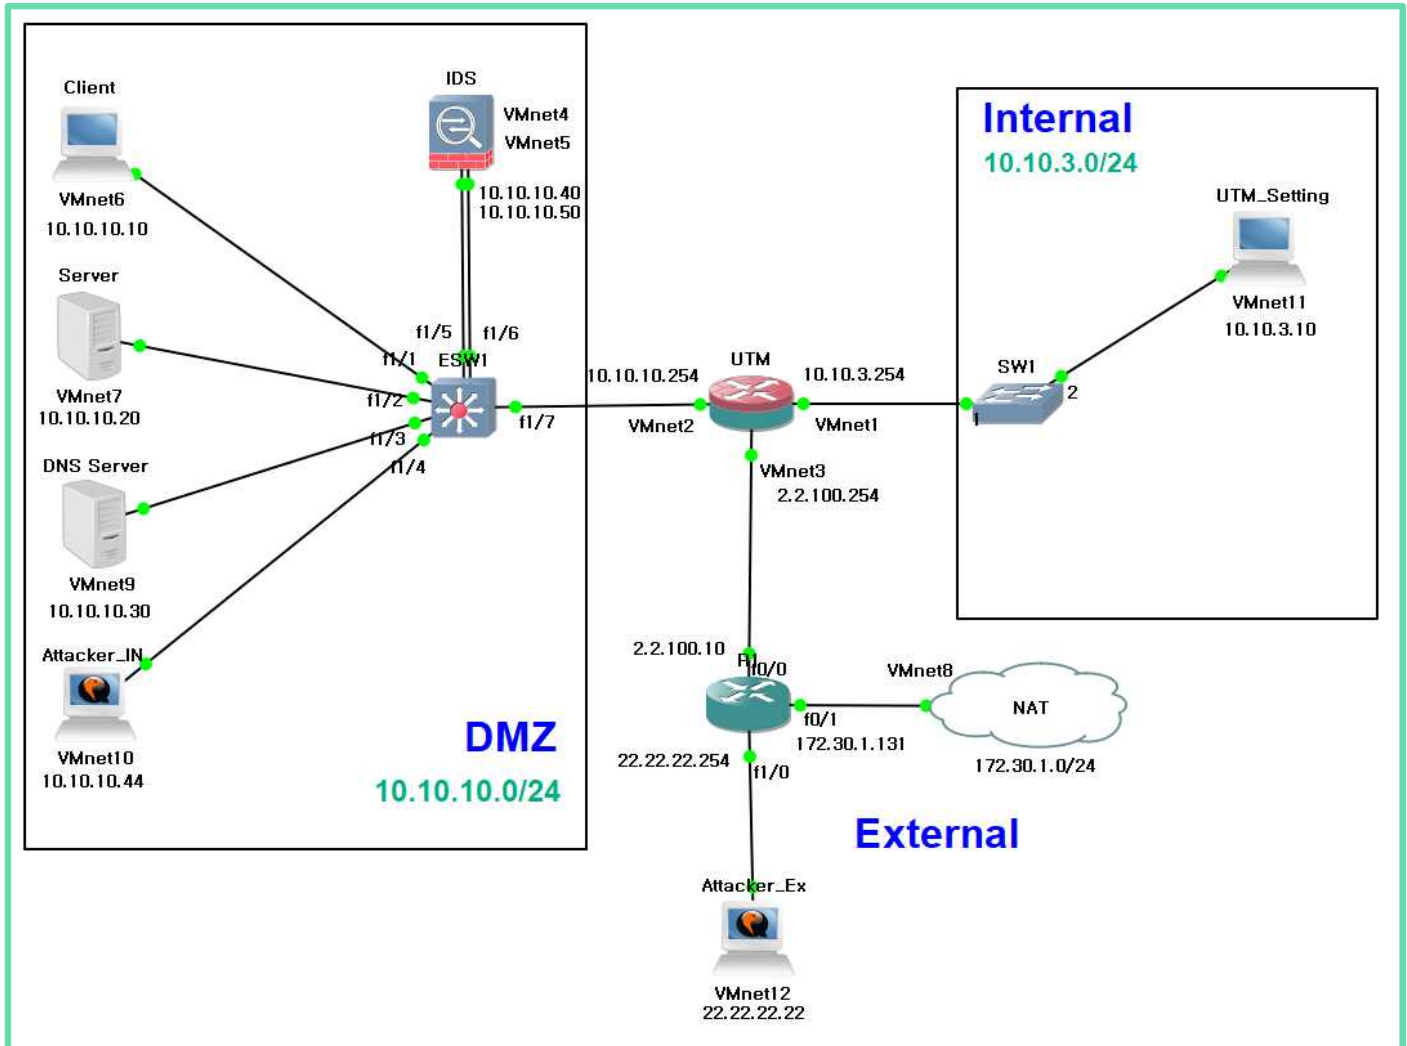 Client
VMnet6
10.10.10.10
IDS
VMnet4
VMnet5
10.10.10.40
10.10.10.50
Server
VMnet7
10.10.10.20
f1/5
f1/6
f1/1
ESW1
f1/2
f1/3
f1/4
f1/7
DNS Server
VMnet9
10.10.10.30
Attacker_IN
VMnet10
10.10.10.44
DMZ
10.10.10.0/24
10.10.10.254
VMnet2
UTM
10.10.3.254
VMnet1
VMnet3
2.2.100.254
Internal
10.10.3.0/24
UTM_Setting
VMnet11
10.10.3.10
SW1
2
1
2.2.100.10
R1
f0/0
VMnet8
NAT
f0/1
172.30.1.131
172.30.1.0/24
22.22.22.254
f1/0
External
Attacker_Ex
VMnet12
22.22.22.22